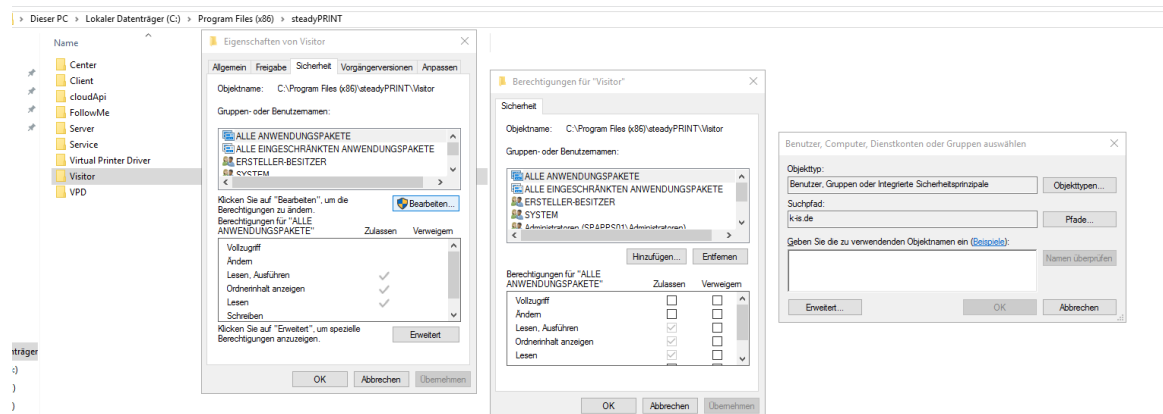 > Dieser PC > Lokaler Datenträger (C:) > Program Files (x86) > steadyPRINT
Name
Center
Client
cloudApi
FollowMe
Server
Service
Virtual Printer Driver
Visitor
VPD
nträger
:)
)
)
Eigenschaften von Visitor
Allgemein Freigabe Sicherheit Vorgängerversionen Anpassen
Objektname: C:\Program Files (x86)\steadyPRINT\Visitor
Gruppen- oder Benutzernamen:
ALLE ANWENDUNGSPAKETE
ALLE EINGESCHRÄNKTEN ANWENDUNGSPAKETE
ERSTELLER-BESITZER
SYSTEM
Klicken Sie auf "Bearbeiten", um die
Berechtigungen zu ändern.
Bearbeiten...
Berechtigungen für "ALLE
ANWENDUNGSPAKETE" Zulassen Verweigern
Vollzugriff
Ändern
Lesen, Ausführen
Ordnerinhalt anzeigen
Lesen
Schreiben
Klicken Sie auf "Erweitert", um spezielle
Berechtigungen anzuzeigen.
Erweitert
OK Abbrechen Übernehmen
Berechtigungen für "Visitor"
Sicherheit
Objektname: C:\Program Files (x86)\steadyPRINT\Visitor
Gruppen- oder Benutzernamen:
ALLE ANWENDUNGSPAKETE
ALLE EINGESCHRÄNKTEN ANWENDUNGSPAKETE
ERSTELLER-BESITZER
SYSTEM
Administratoren (SPAPPS01\Administratoren)
Hinzufügen... Entfernen
Berechtigungen für "ALLE
ANWENDUNGSPAKETE" Zulassen Verweigern
Vollzugriff
Ändern
Lesen, Ausführen
Ordnerinhalt anzeigen
Lesen
OK Abbrechen Übernehmen
Benutzer, Computer, Dienstkonten oder Gruppen auswählen
Objekttyp:
Benutzer, Gruppen oder Integrierte Sicherheitsprinzipale Objekttypen...
Suchpfad:
k-is.de Pfade...
Geben Sie die zu verwendenden Objektnamen ein (Beispiele):
Namen überprüfen
Erweitert... OK Abbrechen